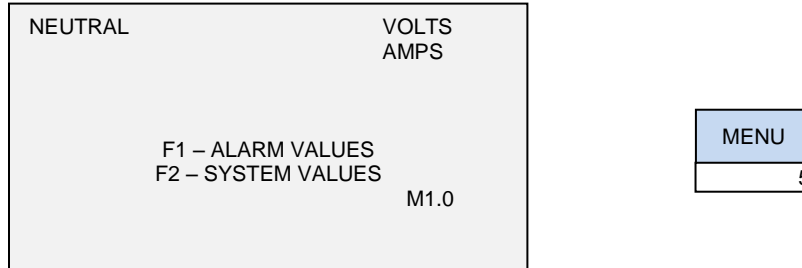 NEUTRAL VOLTS
AMPS
F1 – ALARM VALUES
F2 – SYSTEM VALUES
M1.0
MENU